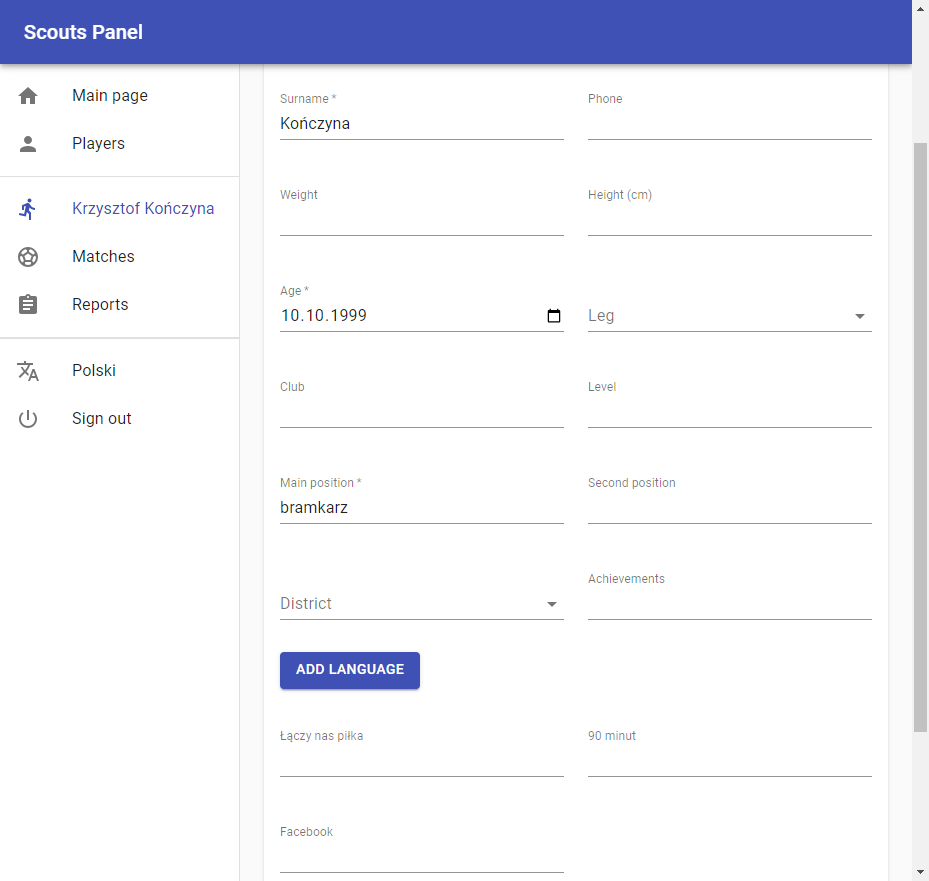 Scouts Panel
Main page
Players
Krzysztof Kończyna
Matches
Reports
Polski
Sign out
Surname *
Kończyna
Phone
Weight
Height (cm)
Age *
10.10.1999
Leg
Club
Level
Main position *
bramkarz
Second position
District
Achievements
ADD LANGUAGE
Łączy nas piłka
90 minut
Facebook